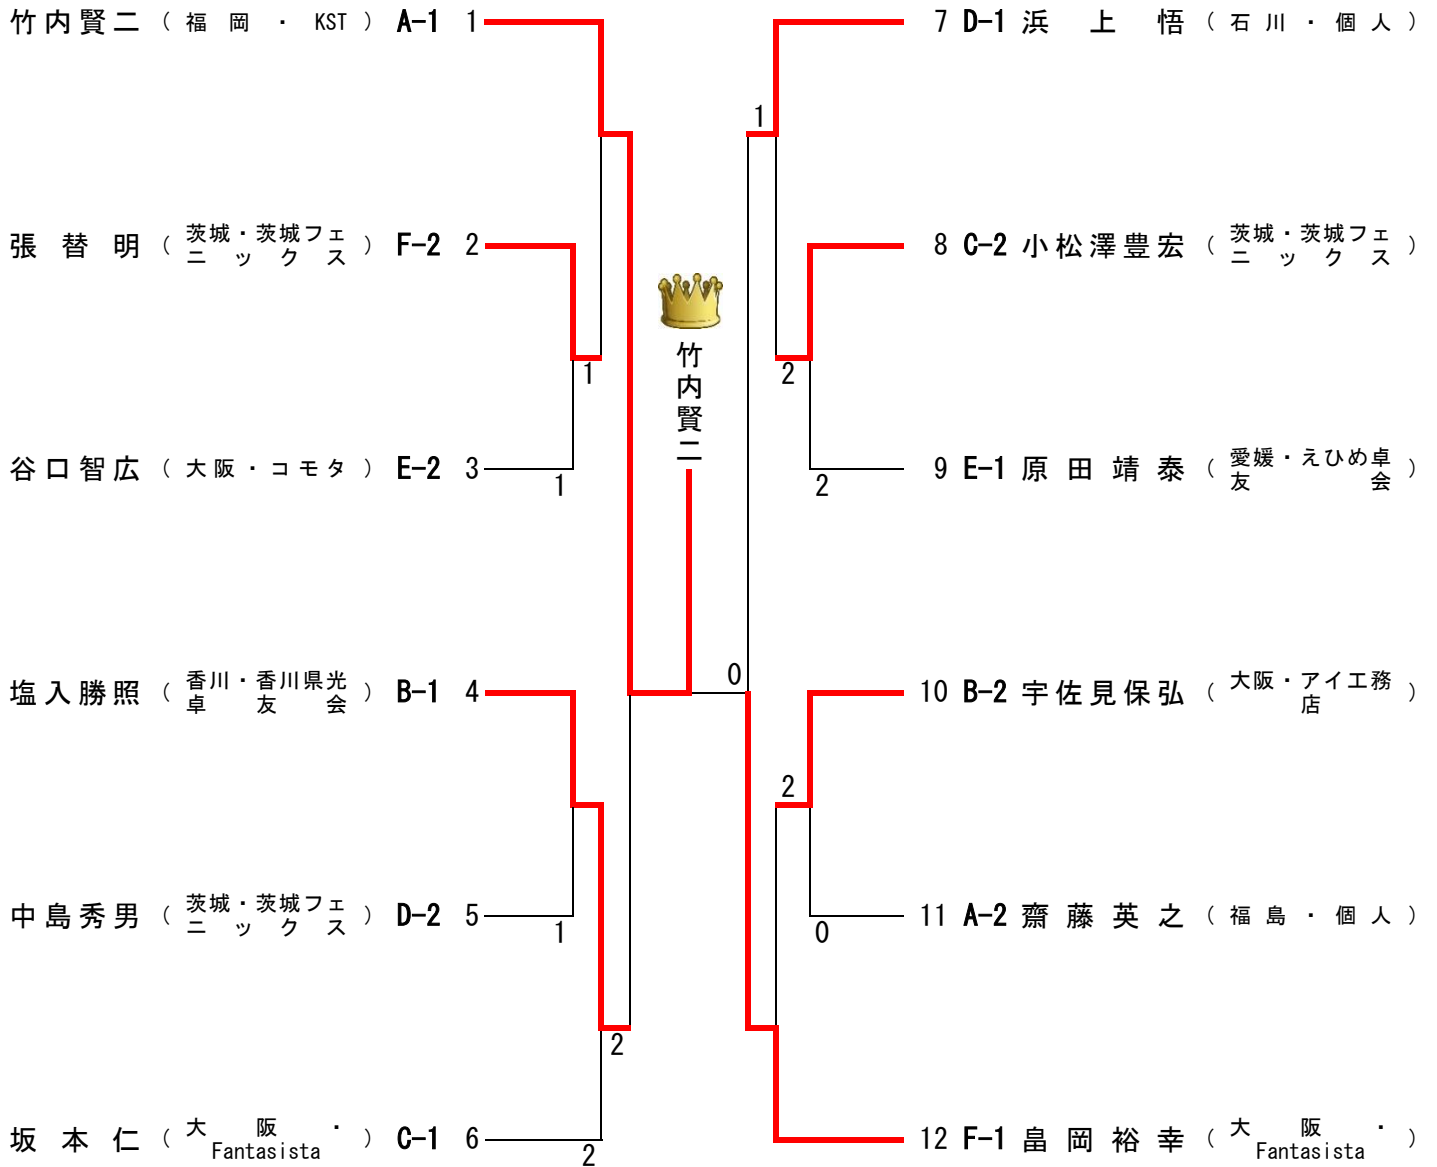 竹内賢二 （ 福岡・KST ） A-1 1
張替明 （ 茨城・茨城フェニックス ） F-2 2
1
谷口智広 （ 大阪・コモタ ） E-2 3
1
塩入勝照 （ 香川・香川県光卓友会 ） B-1 4
中島秀男 （ 茨城・茨城フェニックス ） D-2 5
1
2
坂本仁 （ 大阪・Fantasista ） C-1 6
2
竹内賢二
0
7 D-1 浜上悟 （ 石川・個人 ）
1
8 C-2 小松澤豊宏 （ 茨城・茨城フェニックス ）
2
9 E-1 原田靖泰 （ 愛媛・えひめ卓友会 ）
2
10 B-2 宇佐見保弘 （ 大阪・アイ工務店 ）
2
11 A-2 齋藤英之 （ 福島・個人 ）
0
12 F-1 畠岡裕幸 （ 大阪・Fantasista ）